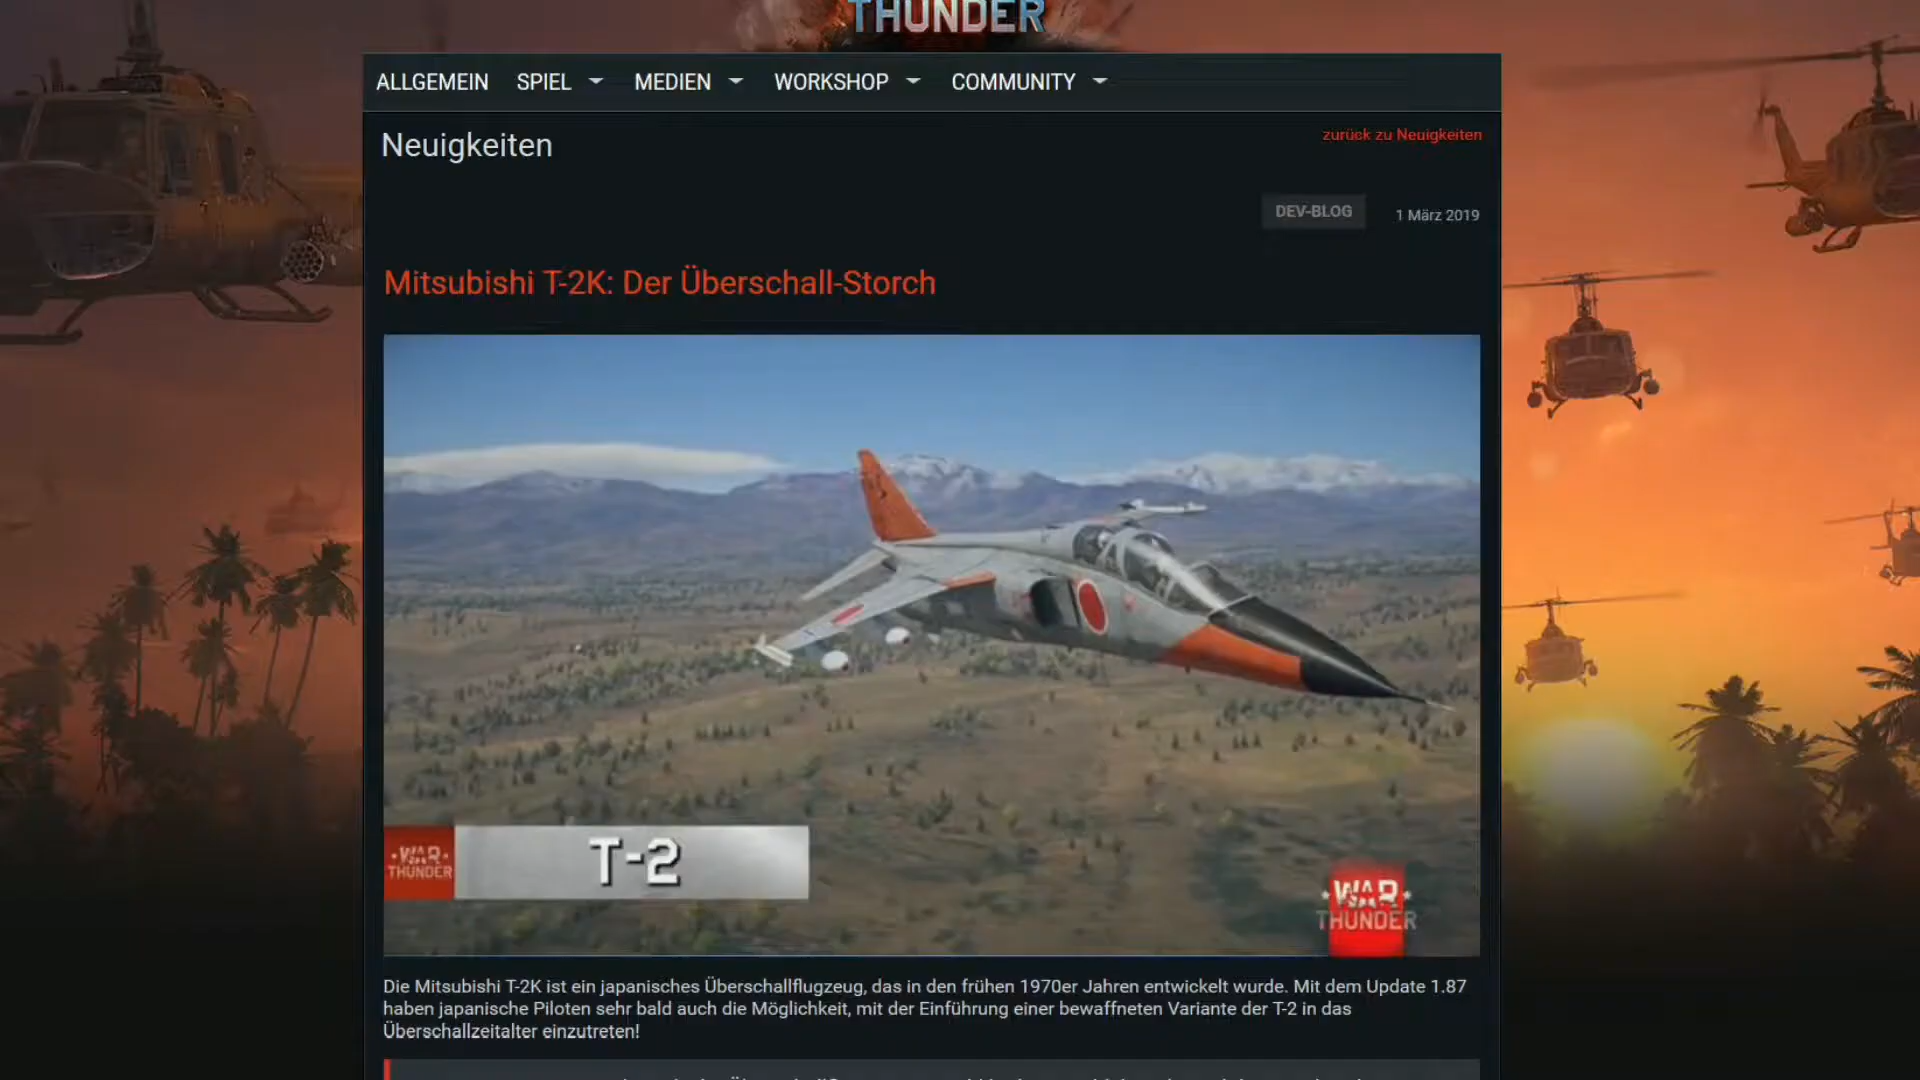 THUNDER
ALLGEMEIN SPIEL MEDIEN WORKSHOP COMMUNITY
Neuigkeiten
zurück zu Neuigkeiten
DEV-BLOG
1 März 2019
Mitsubishi T-2K: Der Überschall-Storch
WAR
THUNDER
T-2
WAR
THUNDER
Die Mitsubishi T-2K ist ein japanisches Überschallflugzeug, das in den frühen 1970er Jahren entwickelt wurde. Mit dem Update 1.87
haben japanische Piloten sehr bald auch die Möglichkeit, mit der Einführung einer bewaffneten Variante der T-2 in das
Überschallzeitalter einzutreten!